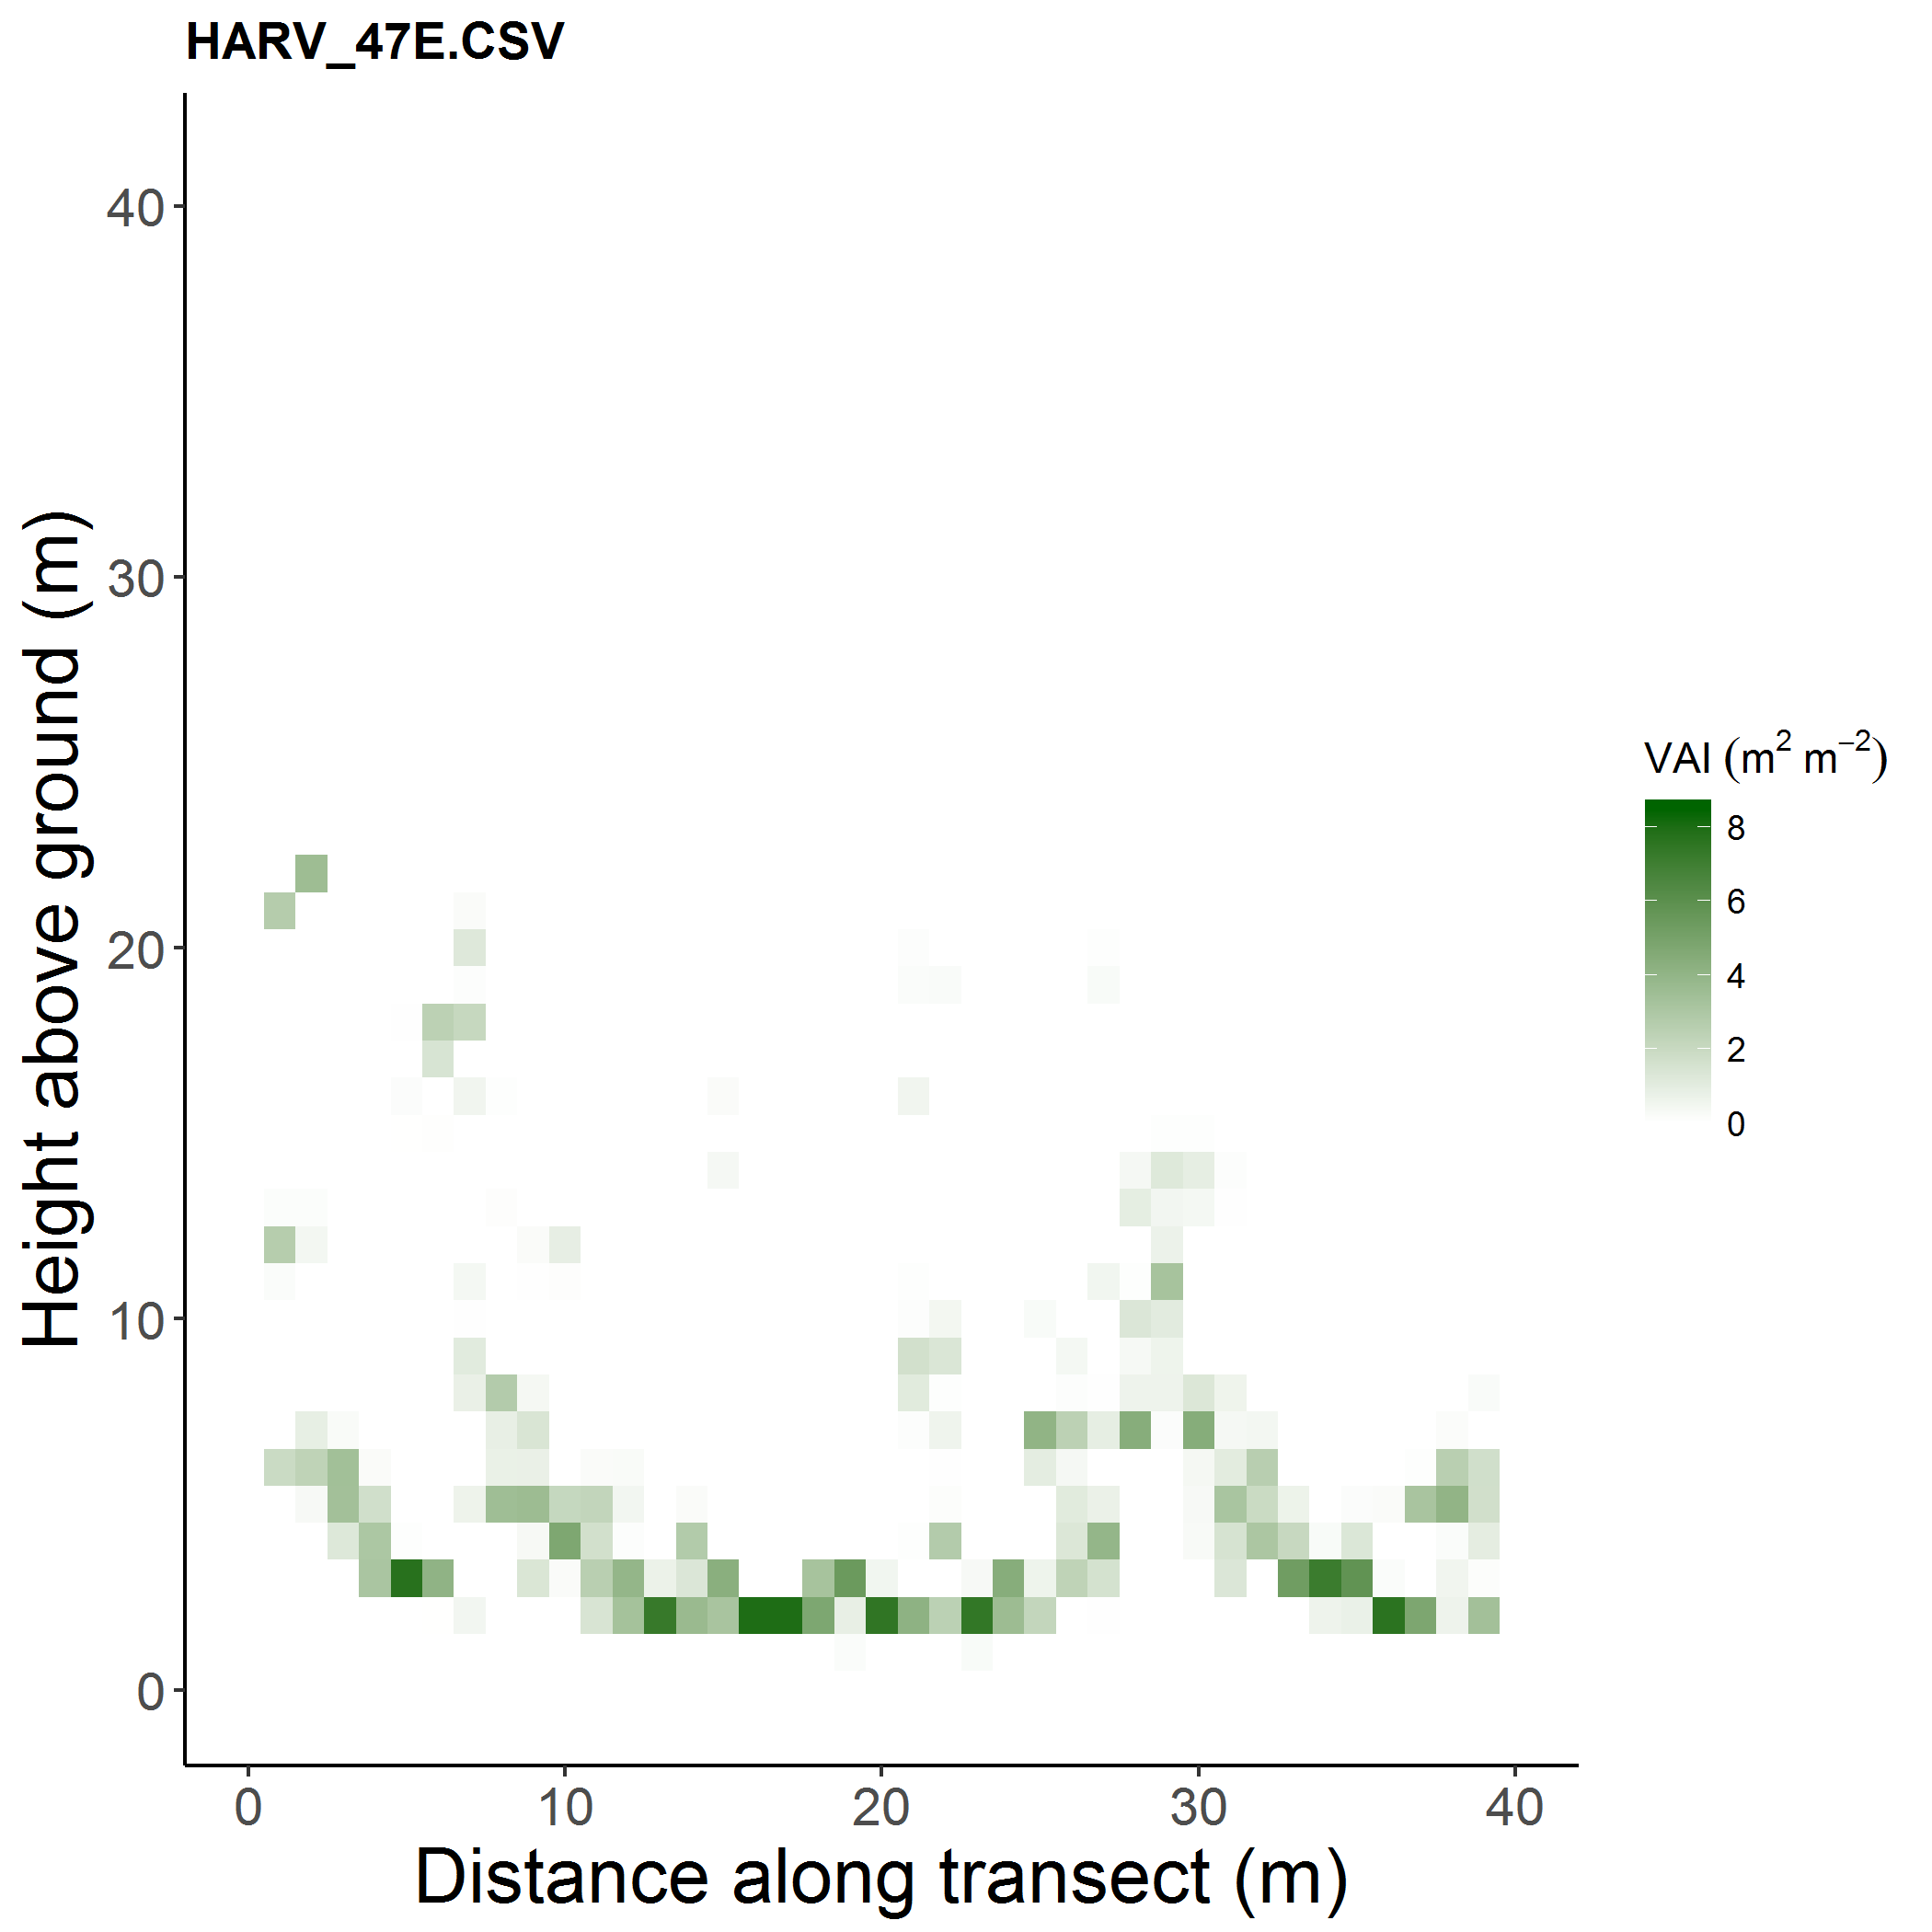 HARV_47E.CSV
Height above ground (m)
40
30
20
10
0
0 10 20 30 40
Distance along transect (m)
VAI (m² m⁻²)
8
6
4
2
0